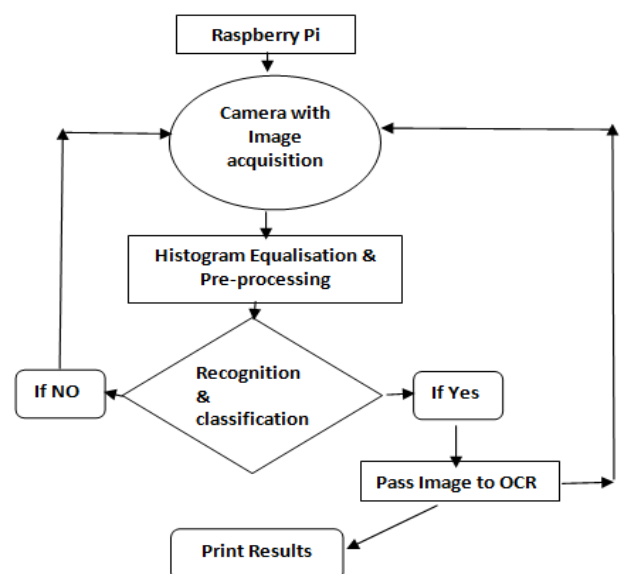 Raspberry Pi
Camera with
Image
acquisition
Histogram Equalisation &
Pre-processing
Recognition
&
classification
If NO
If Yes
Pass Image to OCR
Print Results